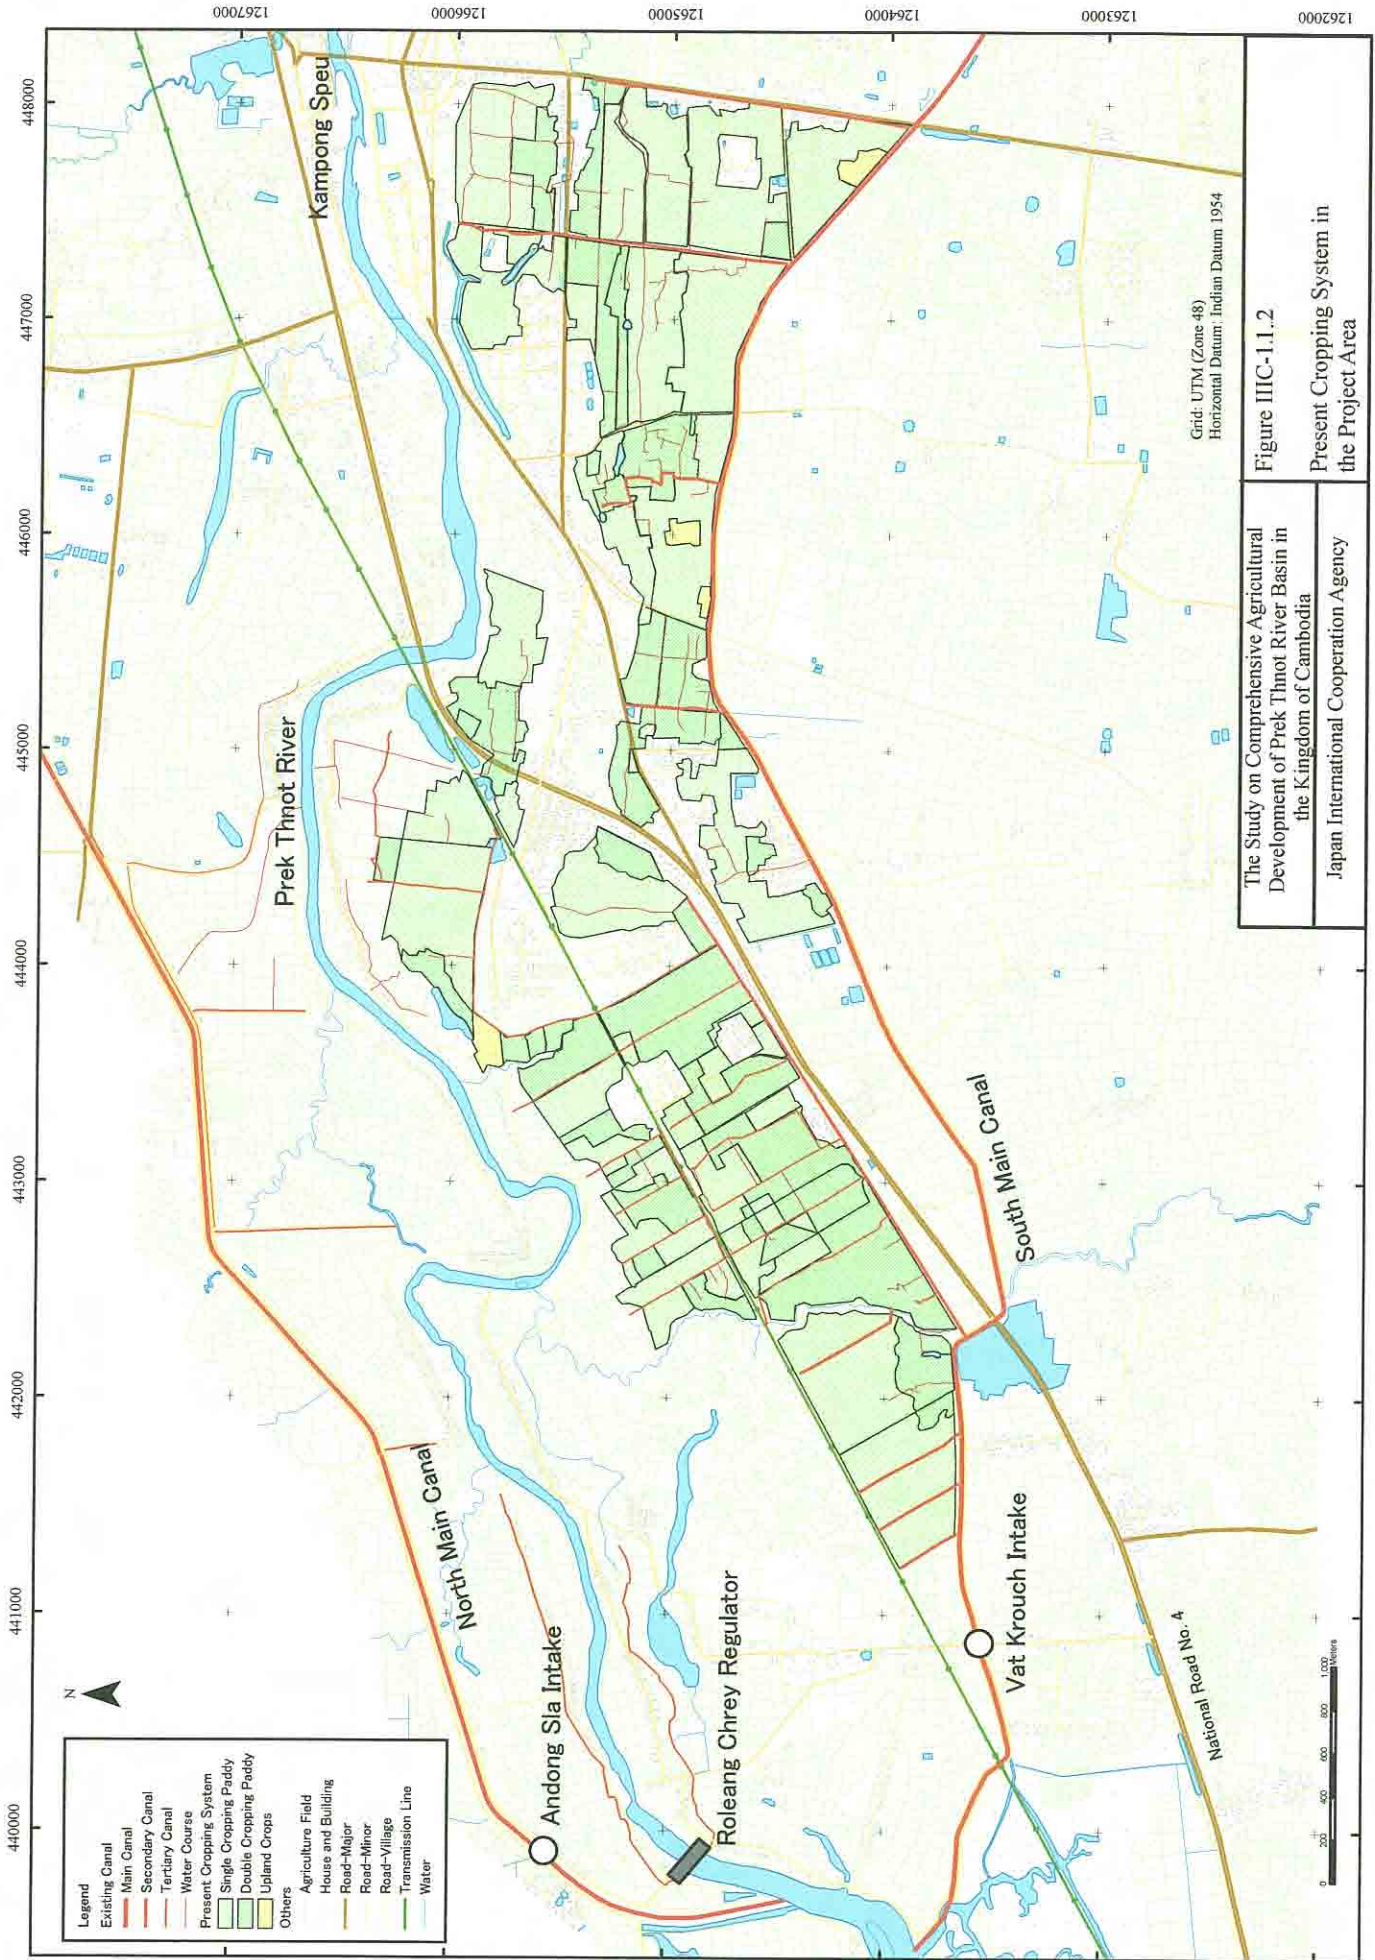 440000
441000
442000
443000
444000
445000
446000
447000
448000
1267000
1266000
1265000
1264000
1263000
1262000
N
Legend
Existing Canal
Main Canal
Secondary Canal
Tertiary Canal
Water Course
Present Cropping System
Single Cropping Paddy
Double Cropping Paddy
Upland Crops
Others
Agriculture Field
House and Building
Road-Major
Road-Minor
Road-Village
Transmission Line
Water
Kampong Speu
Prek Thnot River
North Main Canal
Andong Sla Intake
Roleang Chrey Regulator
South Main Canal
Vat Krouch Intake
National Road No. 4
0 200 400 600 800 1,000
Meters
Grid: UTM (Zone 48)
Horizontal Datum: Indian Datum 1954
The Study on Comprehensive Agricultural
Development of Prek Thnot River Basin in
the Kingdom of Cambodia
Japan International Cooperation Agency
Figure IIIC-1.1.2
Present Cropping System in
the Project Area